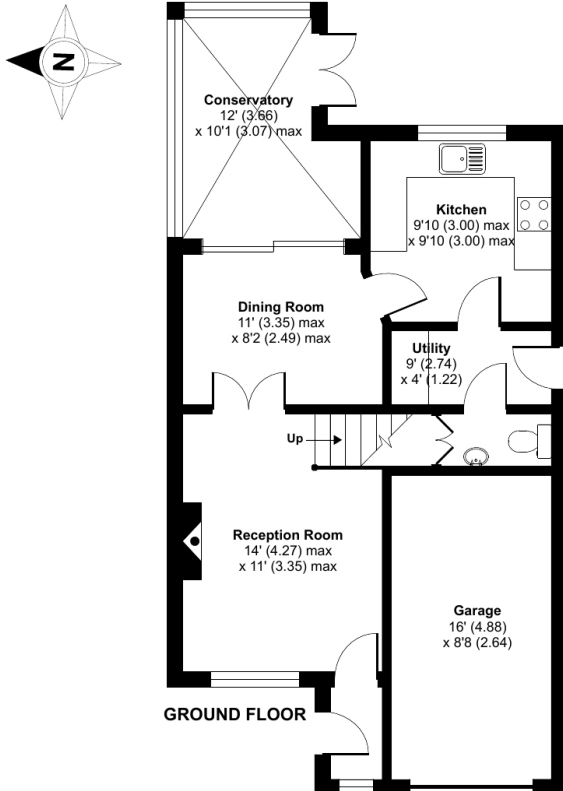 N
Conservatory
12' (3.66)
x 10'1 (3.07) max
Kitchen
9'10 (3.00) max
x 9'10 (3.00) max
Dining Room
11' (3.35) max
x 8'2 (2.49) max
Utility
9' (2.74)
x 4' (1.22)
Up
Reception Room
14' (4.27) max
x 11' (3.35) max
Garage
16' (4.88)
x 8'8 (2.64)
GROUND FLOOR